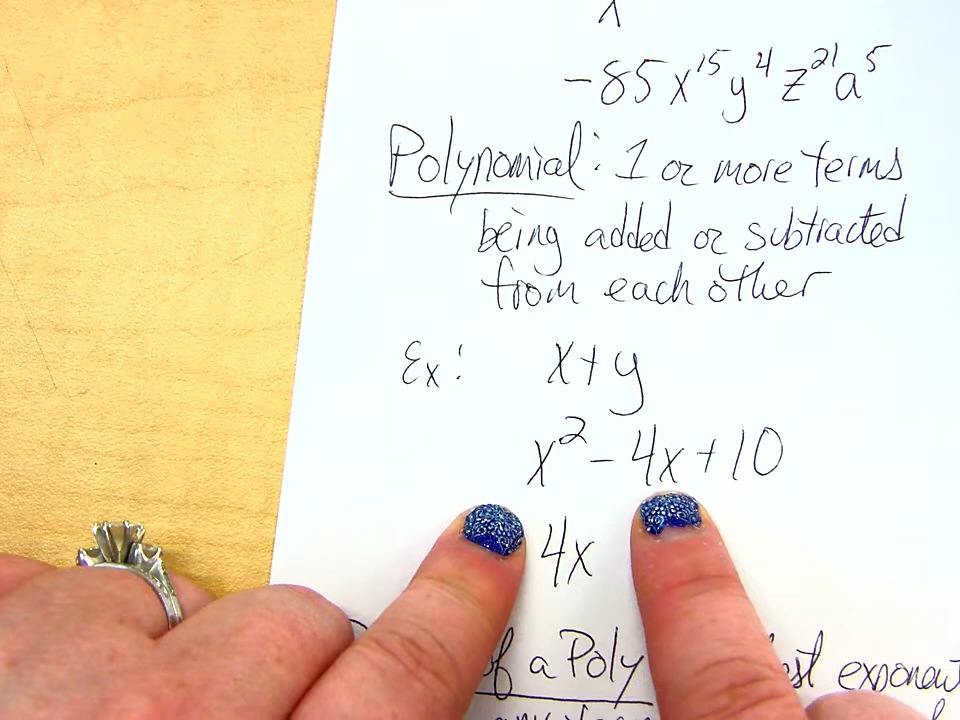 x
-85x¹⁵y⁴z²¹a⁵
Polynomial: 1 or more terms
being added or subtracted
from each other
Ex: x+y
x²-4x+10
4x
of a Poly